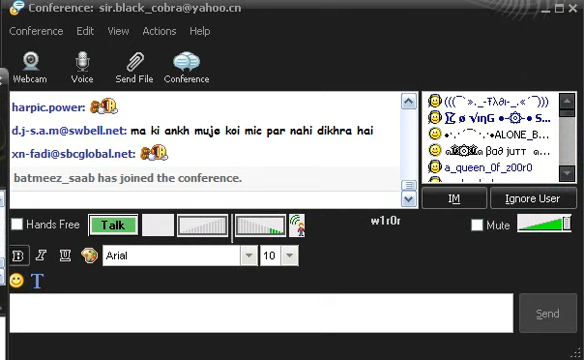 Conference: sir.black_cobra@yahoo.cn
Conference Edit View Actions Help
Webcam Voice Send File Conference
harpic.power:
d.j-s.a.m@swbell.net: ma ki ankh muje koi mic par nahi dikhra hai
xn-fadi@sbcglobal.net:
batmeez_saab has joined the conference.
•ALONE_B...
a_queen_0f_z00r0
IM Ignore User
Hands Free Talk w1r0r Mute
B I U Arial 10
T
Send